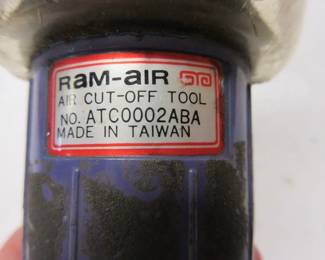 RAM-AIR
AIR CUT-OFF TOOL
NO. ATC0002ABA
MADE IN TAIWAN